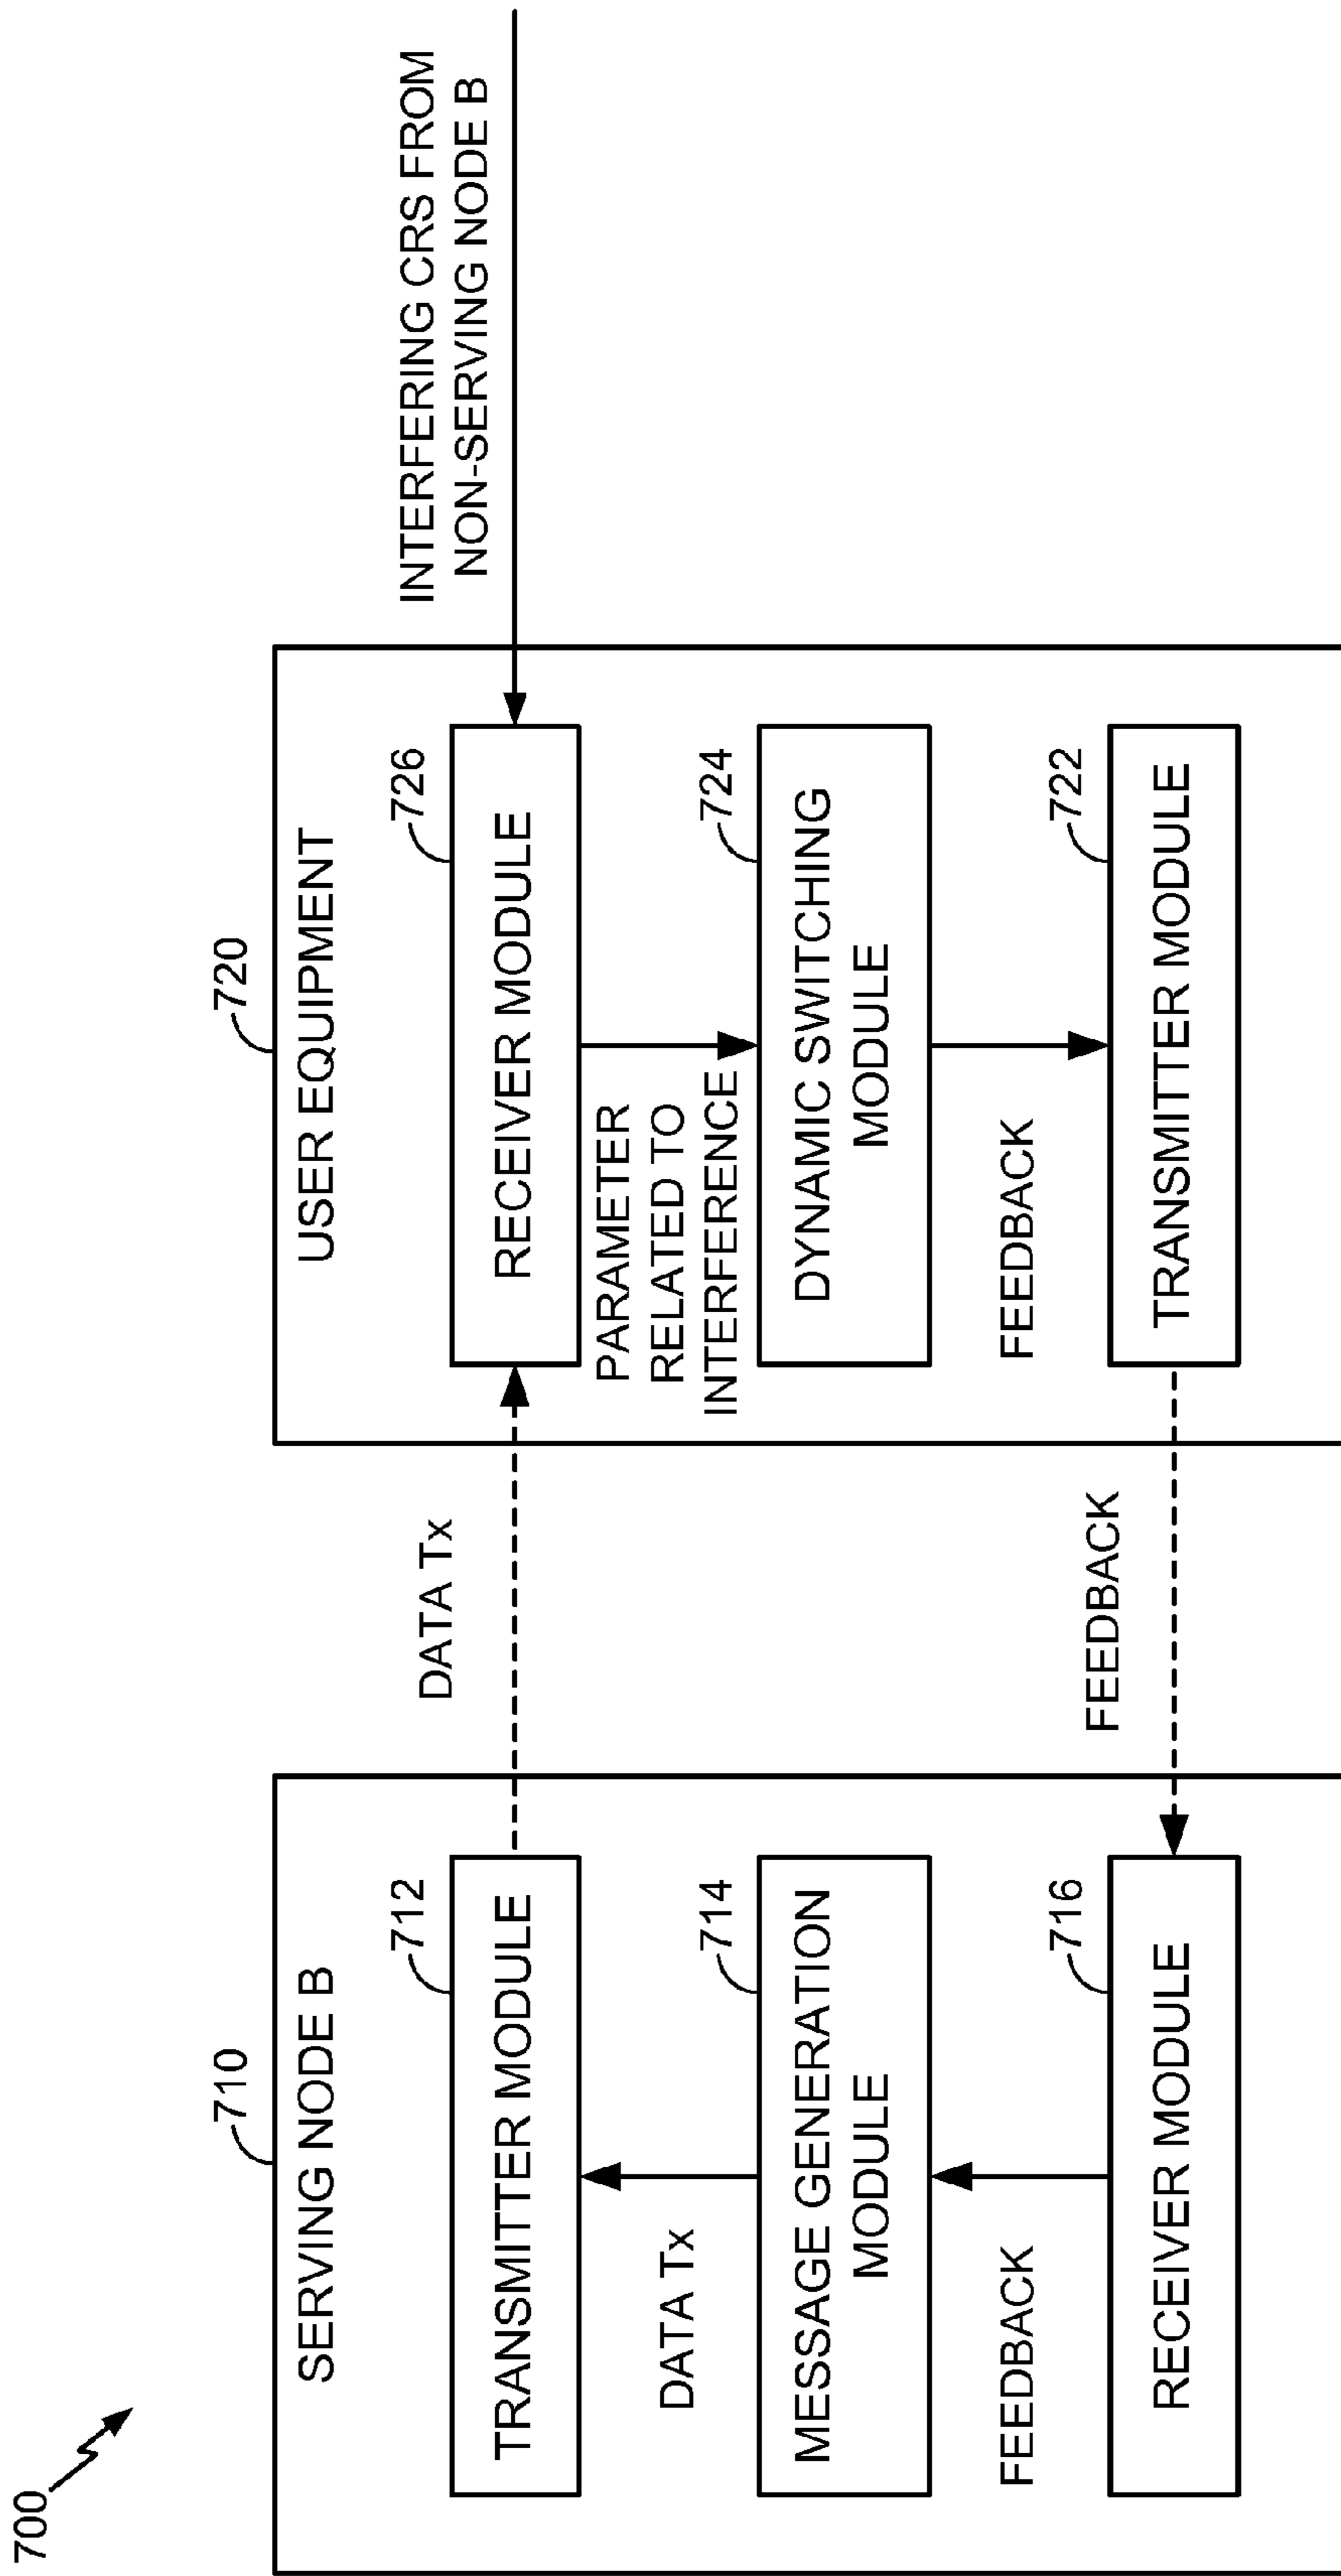 700
710
SERVING NODE B
712
TRANSMITTER MODULE
DATA Tx
714
MESSAGE GENERATION
MODULE
FEEDBACK
716
RECEIVER MODULE
DATA Tx
FEEDBACK
720
USER EQUIPMENT
726
RECEIVER MODULE
PARAMETER
RELATED TO
INTERFERENCE
724
DYNAMIC SWITCHING
MODULE
FEEDBACK
722
TRANSMITTER MODULE
INTERFERING CRS FROM
NON-SERVING NODE B